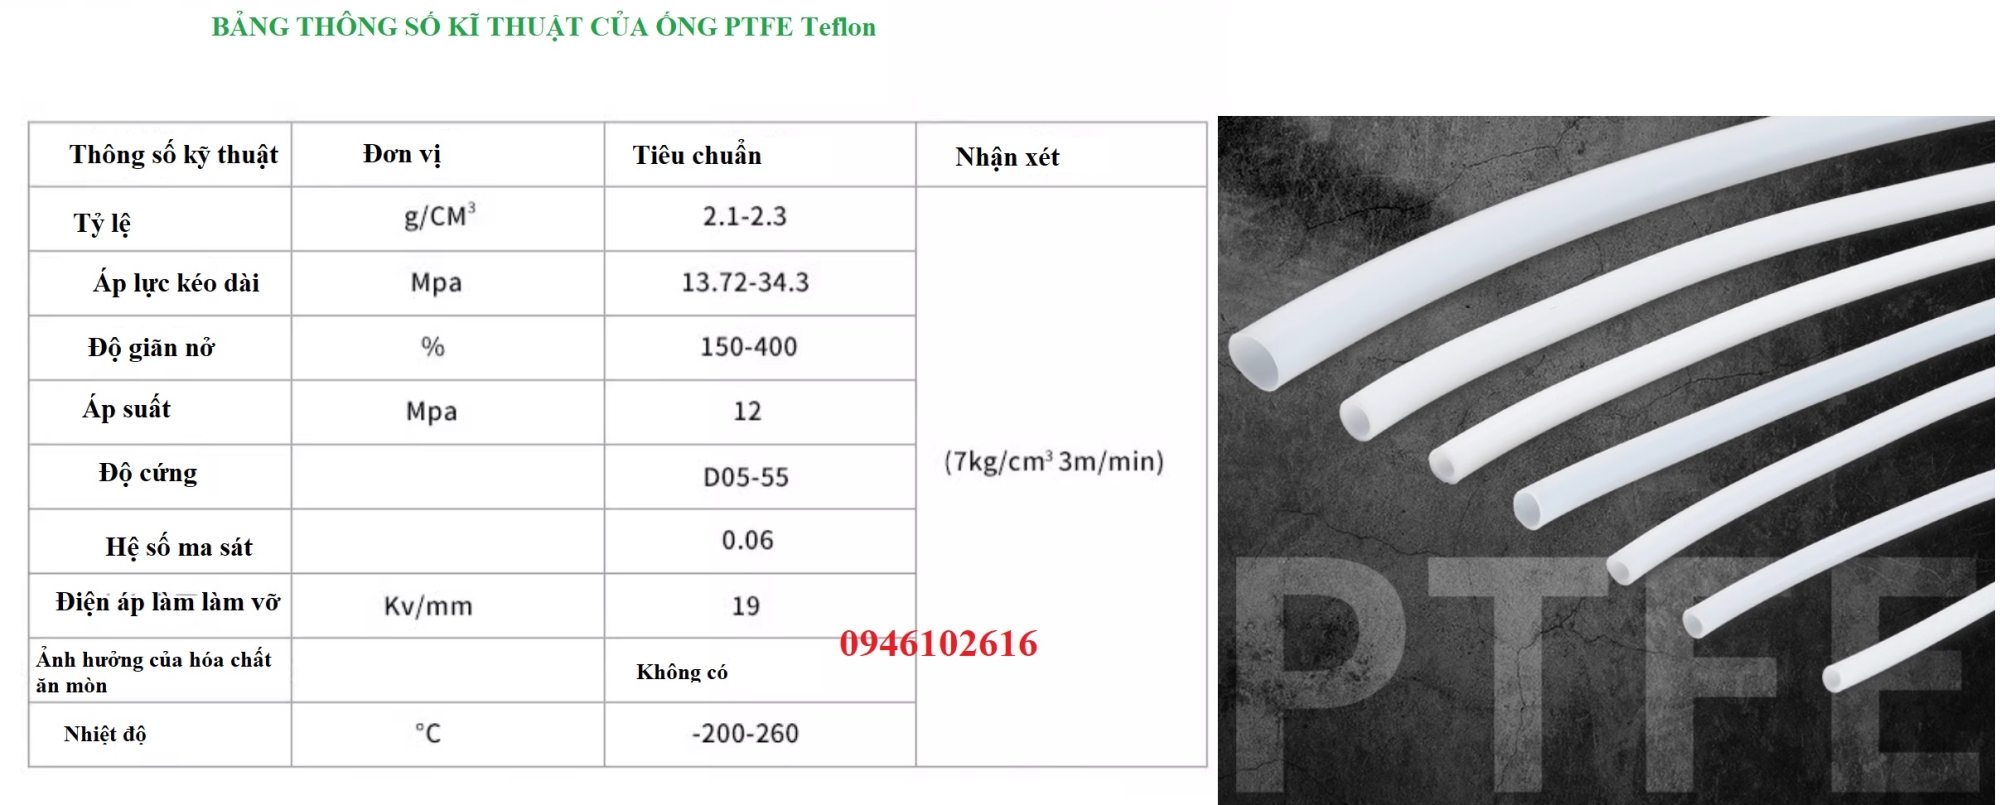 BẢNG THÔNG SỐ KĨ THUẬT CỦA ỐNG PTFE Teflon
Thông số kỹ thuật Đơn vị Tiêu chuẩn Nhận xét
Tỷ lệ g/CM³ 2.1-2.3
Áp lực kéo dài Mpa 13.72-34.3
Độ giãn nở % 150-400
Áp suất Mpa 12
(7kg/cm³ 3m/min)
Độ cứng D05-55
Hệ số ma sát 0.06
Điện áp làm làm vỡ Kv/mm 19
0946102616
Ảnh hưởng của hóa chất
ăn mòn Không có
Nhiệt độ °C -200-260
PTFE